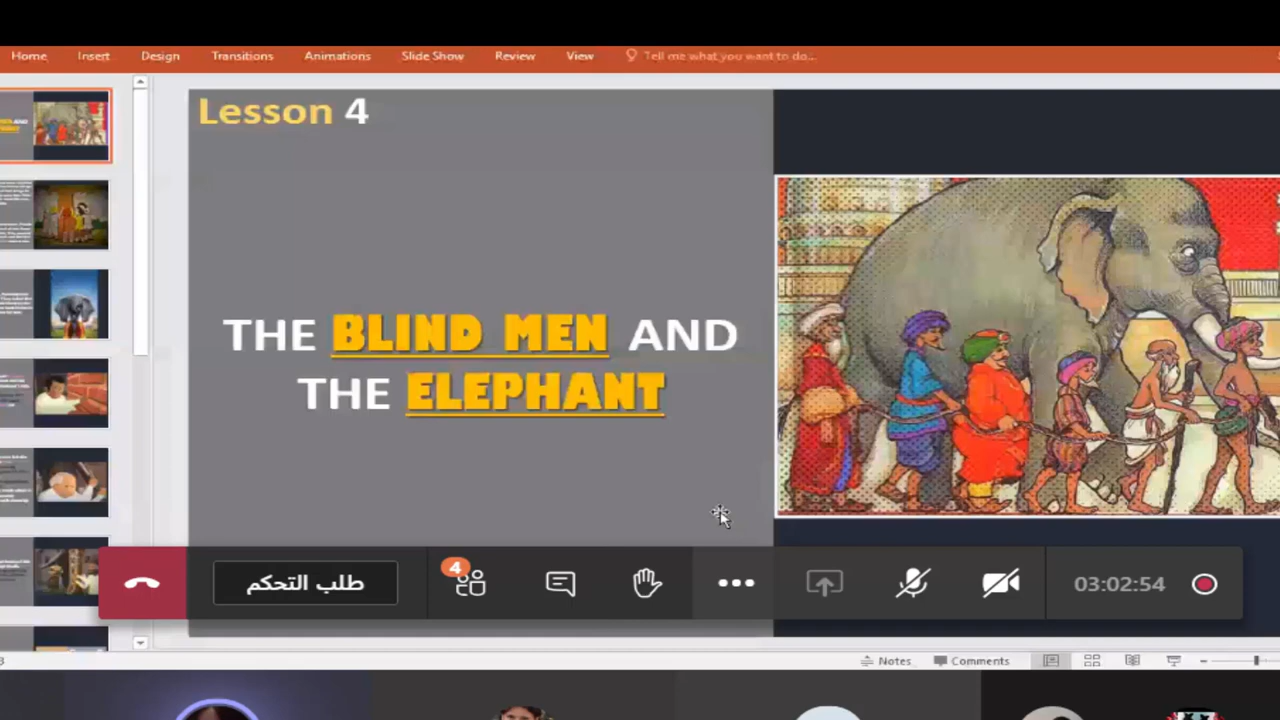 Home Insert Design Transitions Animations Slide Show Review View Tell me what you want to do...
Lesson 4
THE BLIND MEN AND
THE ELEPHANT
طلب التحكم
4
03:02:54
Notes Comments